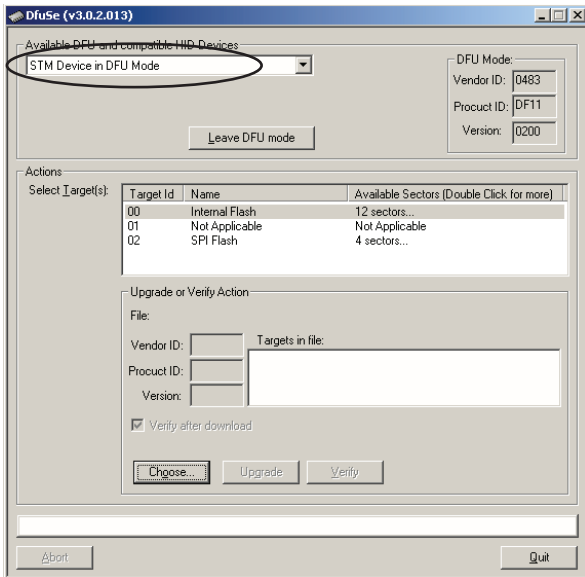 DfuSe (v3.0.2.013)
Available DFU and compatible HID Devices
STM Device in DFU Mode
Leave DFU mode
DFU Mode:
Vendor ID: 0483
Procuct ID: DF11
Version: 0200
Actions
Select Target(s):
Target Id Name Available Sectors (Double Click for more)
00 Internal Flash 12 sectors...
01 Not Applicable Not Applicable
02 SPI Flash 4 sectors...
Upgrade or Verify Action
File:
Vendor ID:
Targets in file:
Procuct ID:
Version:
Verify after download
Choose... Upgrade Verify
Abort Quit